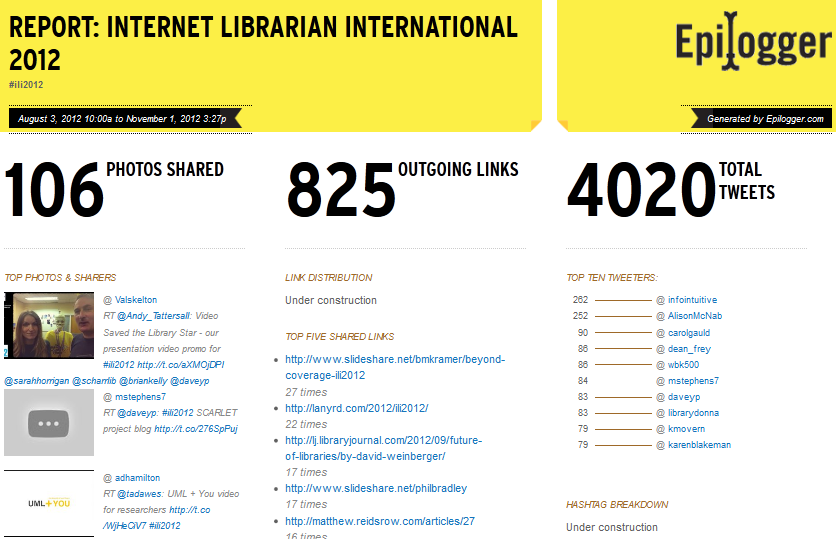 REPORT: INTERNET LIBRARIAN INTERNATIONAL
2012
#ili2012
August 3, 2012 10:00a to November 1, 2012 3:27p
Epilogger
Generated by Epilogger.com
106 PHOTOS SHARED
825 OUTGOING LINKS
4020 TOTAL
TWEETS
TOP PHOTOS & SHARERS
@ Valskelton
RT @Andy_Tattersall: Video
Saved the Library Star - our
presentation video promo for
#ili2012 http://t.co/aXMOjDPI
@sarahhorrigan @scharrlib @briankelly @daveyp
@ mstephens7
RT @daveyp: #ili2012 SCARLET
project blog http://t.co/276SpPuj
UML+YOU
@ adhamilton
RT @tadawes: UML + You video
for researchers http://t.co
/WjHeCiV7 #ili2012
LINK DISTRIBUTION
Under construction
TOP FIVE SHARED LINKS
http://www.slideshare.net/bmkramer/beyond-
coverage-ili2012
27 times
http://lanyrd.com/2012/ili2012/
22 times
http://lj.libraryjournal.com/2012/09/future-
of-libraries/by-david-weinberger/
17 times
http://www.slideshare.net/philbradley
17 times
http://matthew.reidsrow.com/articles/27
16 times
TOP TEN TWEETERS:
262 @ infointuitive
252 @ AlisonMcNab
90 @ carolgauld
86 @ dean_frey
86 @ wbk500
84 @ mstephens7
83 @ daveyp
83 @ librarydonna
79 @ kmovern
79 @ karenblakeman
HASHTAG BREAKDOWN
Under construction